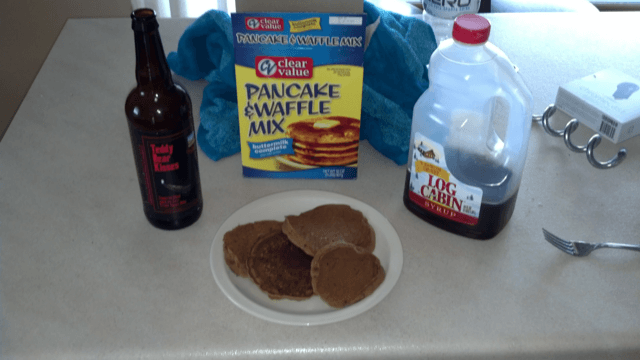 clear
value
PANCAKE & WAFFLE MIX
clear
value
PANCAKE
& WAFFLE
MIX
buttermilk
complete
Teddy
Bear
Kisses
LOG
CABIN
SYRUP